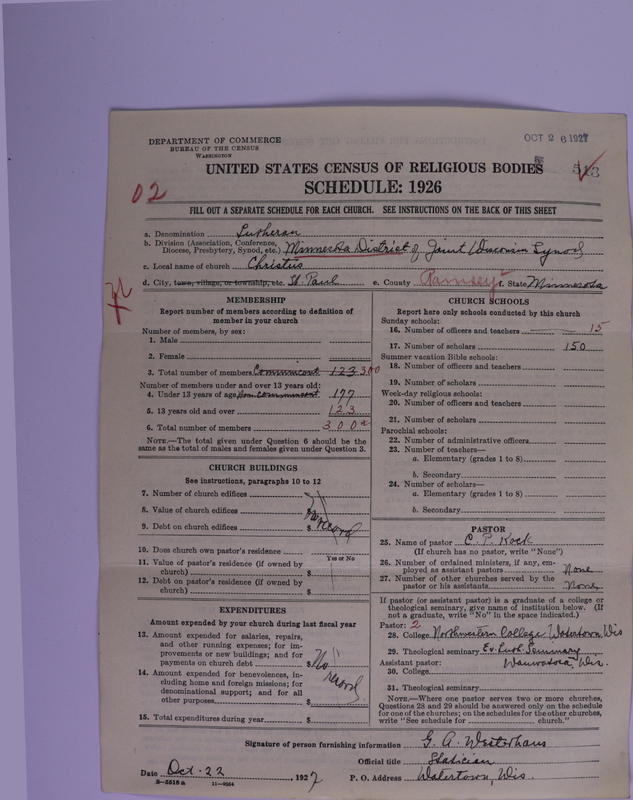 DEPARTMENT OF COMMERCE
BUREAU OF THE CENSUS
WASHINGTON
OCT 26 1927
UNITED STATES CENSUS OF RELIGIOUS BODIES
SCHEDULE: 1926
02
FILL OUT A SEPARATE SCHEDULE FOR EACH CHURCH. SEE INSTRUCTIONS ON THE BACK OF THIS SHEET
a. Denomination Lutheran
b. Division (Association, Conference,
Diocese, Presbytery, Synod, etc.) Minnesota District of Joint Wisconsin Synod
c. Local name of church Christus
d. City, town, village, or township, etc. St. Paul e. County Ramsey f. State Minnesota
MEMBERSHIP
Report number of members according to definition of
member in your church
Number of members, by sex:
1. Male
2. Female
3. Total number of members Communicant 123 300
Number of members under and over 13 years old:
4. Under 13 years of age Non communicant 177
5. 13 years old and over 123
6. Total number of members 300
NOTE.—The total given under Question 6 should be the
same as the total of males and females given under Question 3.
CHURCH BUILDINGS
See instructions, paragraphs 10 to 12
7. Number of church edifices
8. Value of church edifices $
9. Debt on church edifices $
No record
10. Does church own pastor's residence
Yes or No
11. Value of pastor's residence (if owned by
church) $
12. Debt on pastor's residence (if owned by
church) $
EXPENDITURES
Amount expended by your church during last fiscal year
13. Amount expended for salaries, repairs,
and other running expenses; for im-
provements or new buildings; and for
payments on church debt $
No record
14. Amount expended for benevolences, in-
cluding home and foreign missions; for
denominational support; and for all
other purposes $
15. Total expenditures during year $
CHURCH SCHOOLS
Report here only schools conducted by this church
Sunday schools:
16. Number of officers and teachers 15
17. Number of scholars 150
Summer vacation Bible schools:
18. Number of officers and teachers
19. Number of scholars
Week-day religious schools:
20. Number of officers and teachers
21. Number of scholars
Parochial schools:
22. Number of administrative officers
23. Number of teachers—
a. Elementary (grades 1 to 8)
b. Secondary
24. Number of scholars—
a. Elementary (grades 1 to 8)
b. Secondary
PASTOR
25. Name of pastor C. P. Kock
(If church has no pastor, write "None")
26. Number of ordained ministers, if any, em-
ployed as assistant pastors None
27. Number of other churches served by the
pastor or his assistants None
If pastor (or assistant pastor) is a graduate of a college or
theological seminary, give name of institution below. (If
not a graduate, write "No" in the space indicated.)
Pastor: 2
28. College Northwestern College Watertown, Wis
29. Theological seminary Ev. Luth. Seminary
Assistant pastor: Wauwatosa, Wis.
30. College
31. Theological seminary
NOTE.—Where one pastor serves two or more churches,
Questions 28 and 29 should be answered only on the schedule
for one of the churches; on the schedules for the other churches,
write "See schedule for church."
Signature of person furnishing information G. A. Westerhaus
Official title Statician
Date Oct. 22, 1927 P. O. Address Watertown, Wis.
8-5518 a 11-9264